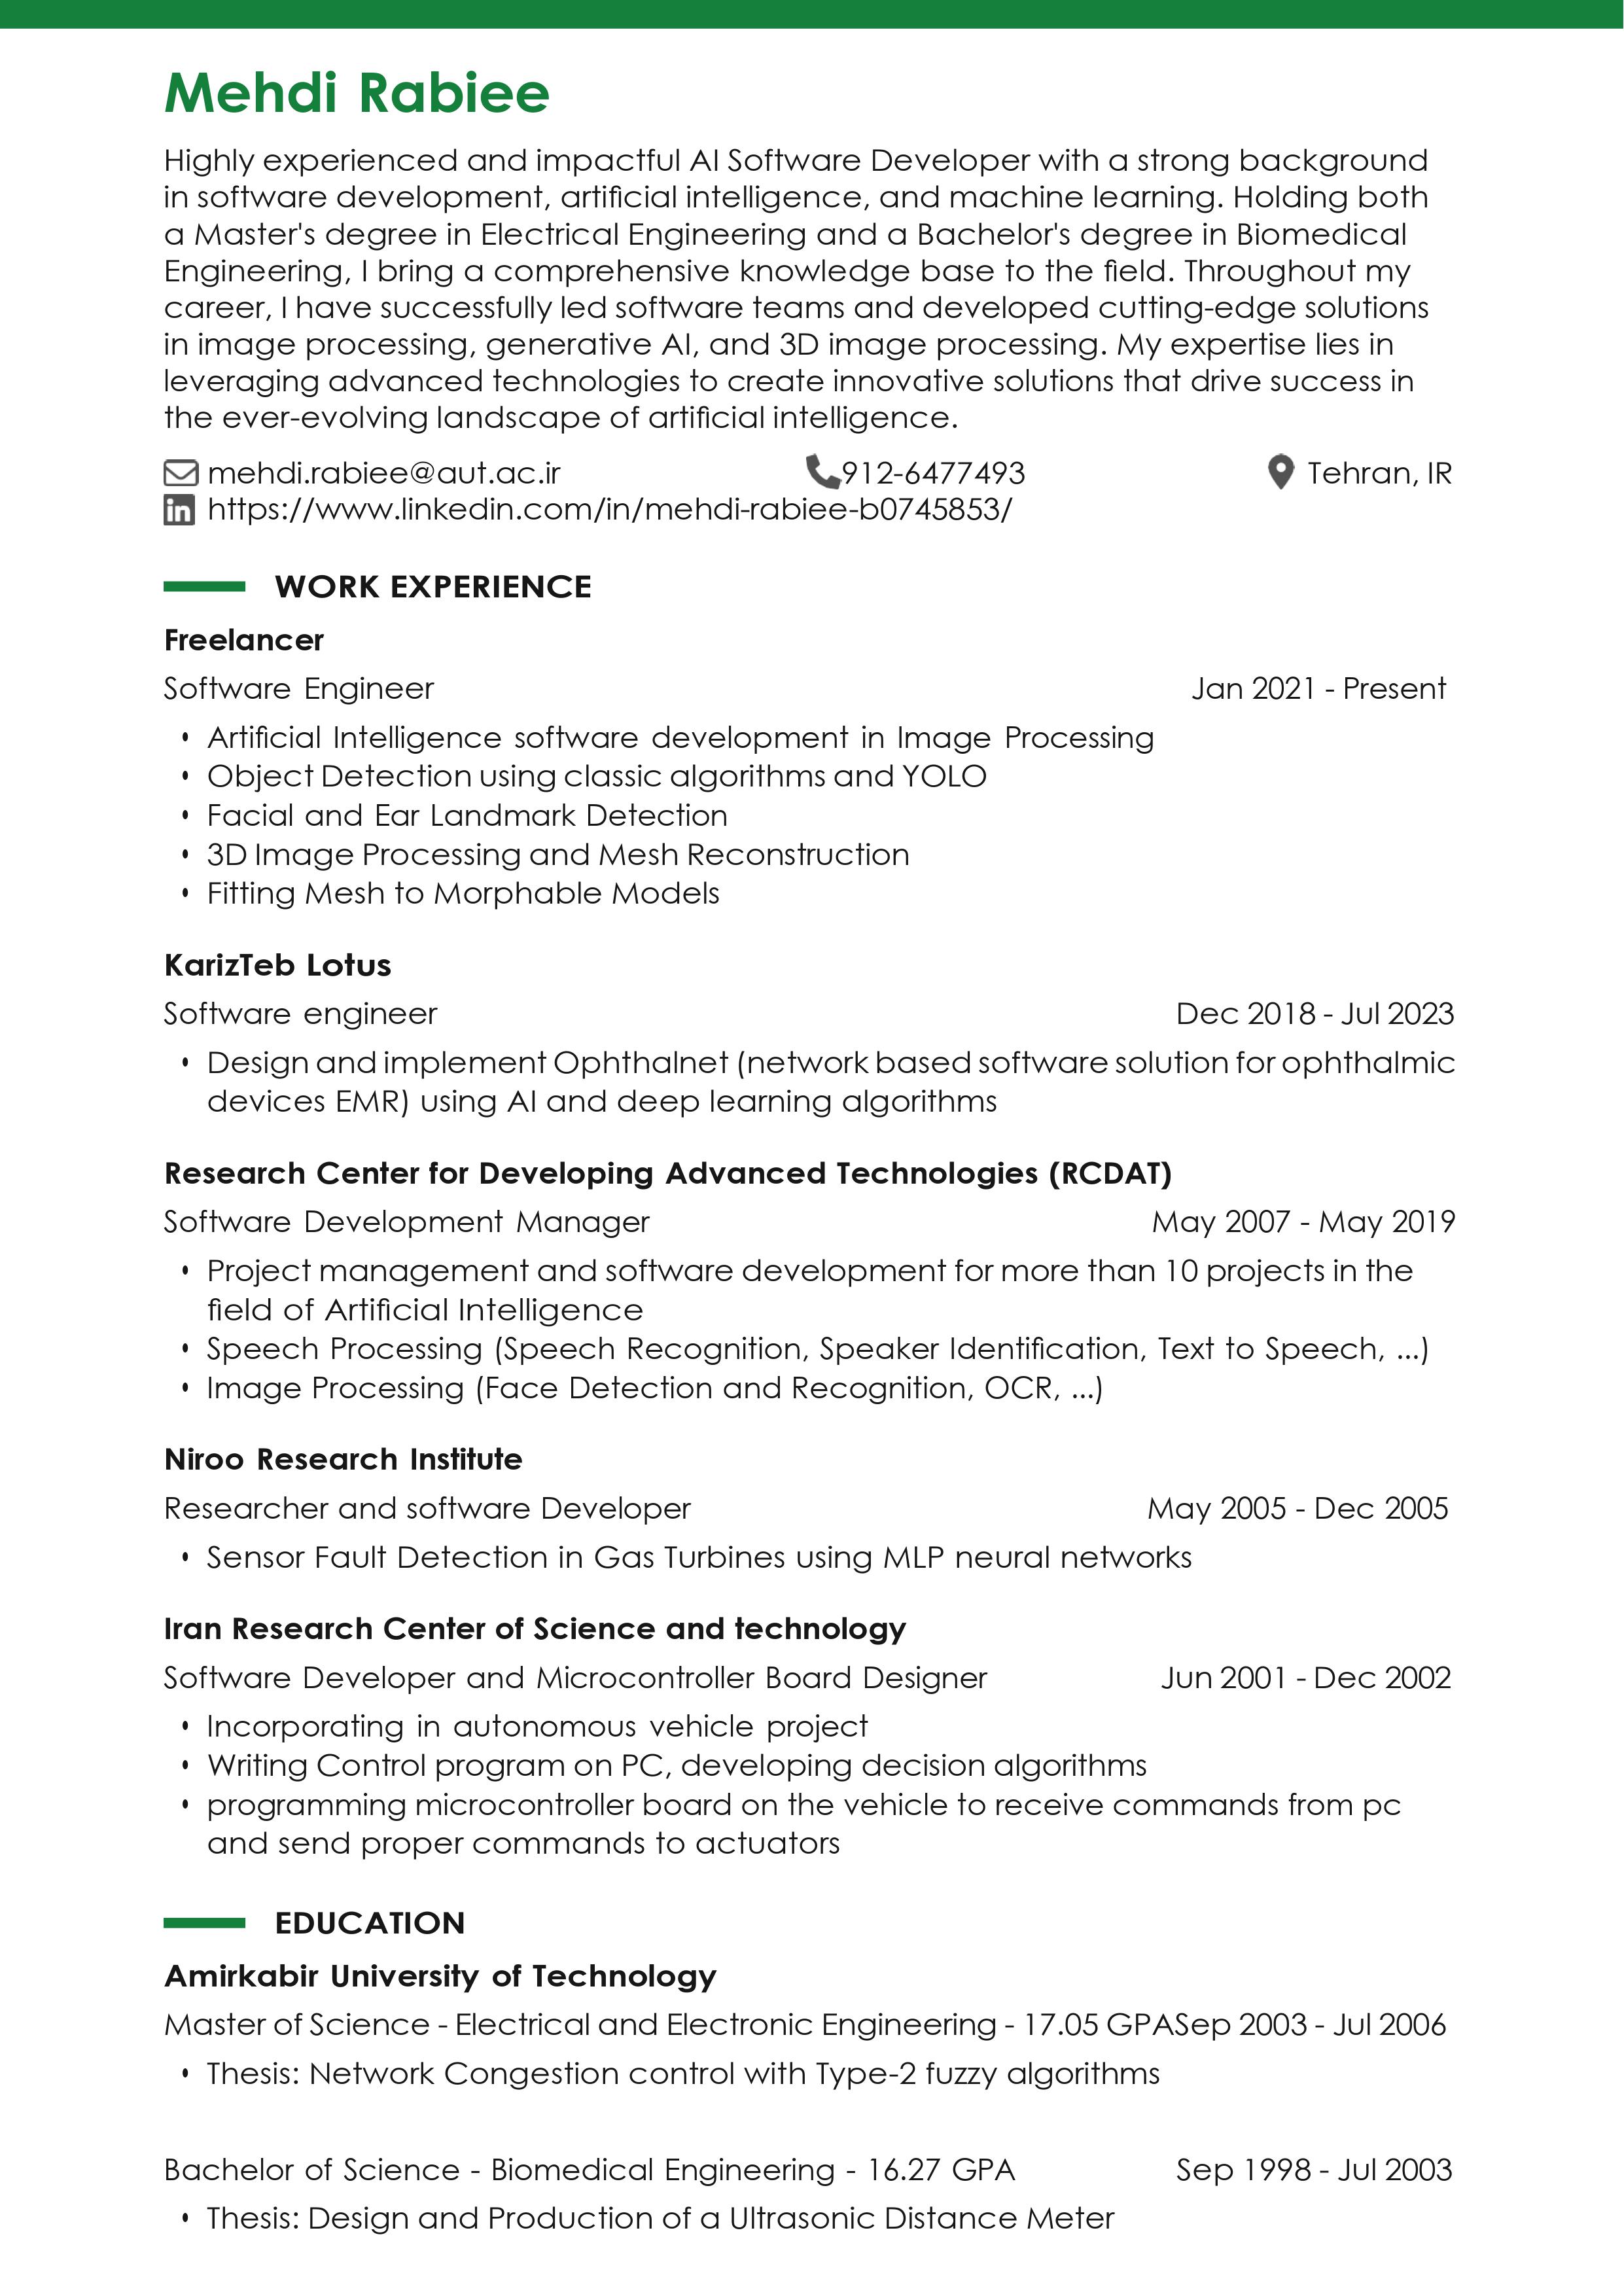 Mehdi Rabiee
Highly experienced and impactful AI Software Developer with a strong background
in software development, artificial intelligence, and machine learning. Holding both
a Master's degree in Electrical Engineering and a Bachelor's degree in Biomedical
Engineering, I bring a comprehensive knowledge base to the field. Throughout my
career, I have successfully led software teams and developed cutting-edge solutions
in image processing, generative AI, and 3D image processing. My expertise lies in
leveraging advanced technologies to create innovative solutions that drive success in
the ever-evolving landscape of artificial intelligence.
mehdi.rabiee@aut.ac.ir 912-6477493 Tehran, IR
in https://www.linkedin.com/in/mehdi-rabiee-b0745853/
WORK EXPERIENCE
Freelancer
Software Engineer Jan 2021 - Present
• Artificial Intelligence software development in Image Processing
• Object Detection using classic algorithms and YOLO
• Facial and Ear Landmark Detection
• 3D Image Processing and Mesh Reconstruction
• Fitting Mesh to Morphable Models
KarizTeb Lotus
Software engineer Dec 2018 - Jul 2023
• Design and implement Ophthalnet (network based software solution for ophthalmic
devices EMR) using AI and deep learning algorithms
Research Center for Developing Advanced Technologies (RCDAT)
Software Development Manager May 2007 - May 2019
• Project management and software development for more than 10 projects in the
field of Artificial Intelligence
• Speech Processing (Speech Recognition, Speaker Identification, Text to Speech, ...)
• Image Processing (Face Detection and Recognition, OCR, ...)
Niroo Research Institute
Researcher and software Developer May 2005 - Dec 2005
• Sensor Fault Detection in Gas Turbines using MLP neural networks
Iran Research Center of Science and technology
Software Developer and Microcontroller Board Designer Jun 2001 - Dec 2002
• Incorporating in autonomous vehicle project
• Writing Control program on PC, developing decision algorithms
• programming microcontroller board on the vehicle to receive commands from pc
and send proper commands to actuators
EDUCATION
Amirkabir University of Technology
Master of Science - Electrical and Electronic Engineering - 17.05 GPASep 2003 - Jul 2006
• Thesis: Network Congestion control with Type-2 fuzzy algorithms
Bachelor of Science - Biomedical Engineering - 16.27 GPA Sep 1998 - Jul 2003
• Thesis: Design and Production of a Ultrasonic Distance Meter